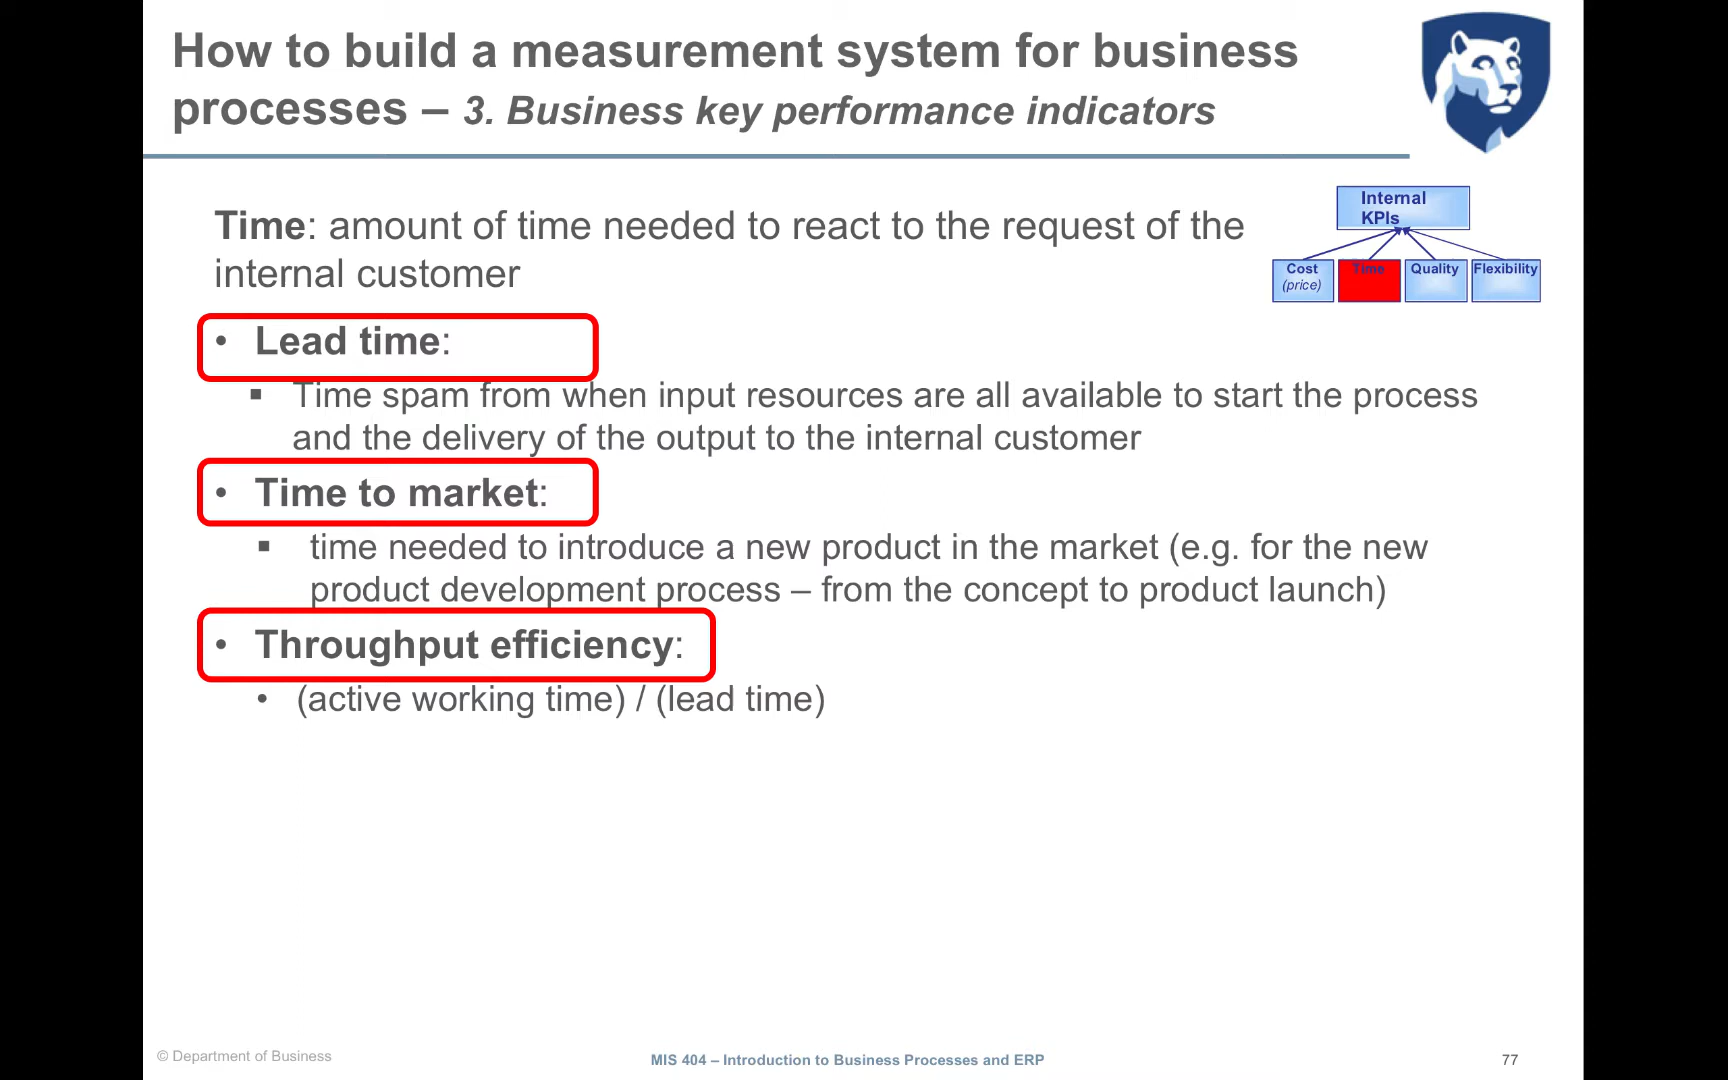 How to build a measurement system for business
processes – 3. Business key performance indicators
Internal
KPIs
Cost
(price)
Time
Quality
Flexibility
Time: amount of time needed to react to the request of the
internal customer
• Lead time:
▪ Time spam from when input resources are all available to start the process
and the delivery of the output to the internal customer
• Time to market:
▪ time needed to introduce a new product in the market (e.g. for the new
product development process – from the concept to product launch)
• Throughput efficiency:
• (active working time) / (lead time)
© Department of Business
MIS 404 – Introduction to Business Processes and ERP
77